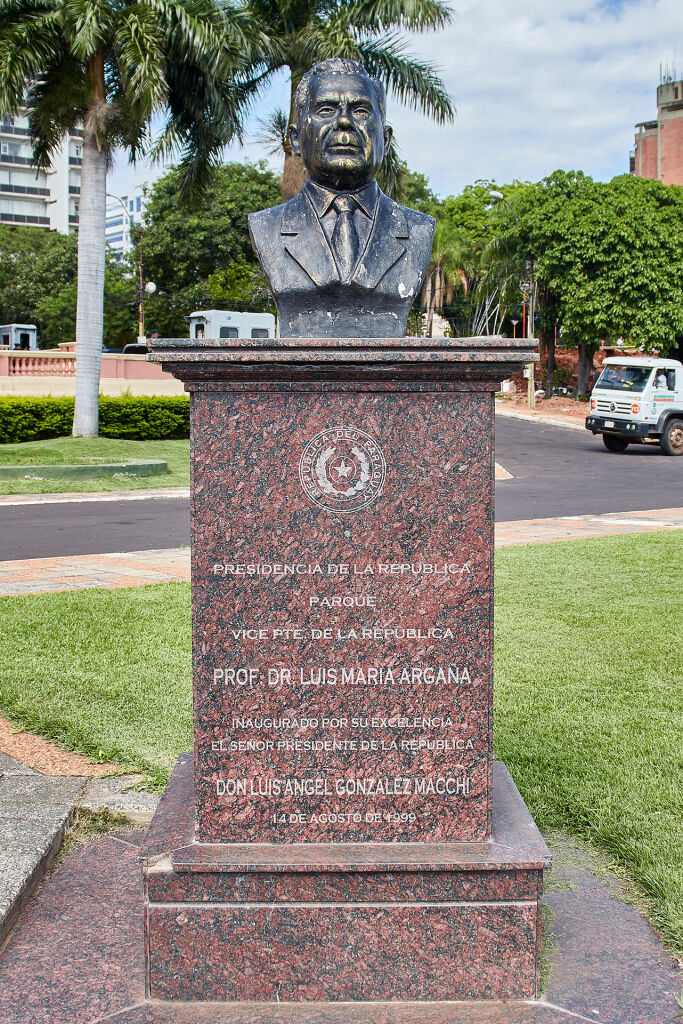 REPUBLICA DEL PARAGUAY
PRESIDENCIA DE LA REPUBLICA
PARQUE
VICE PTE. DE LA REPUBLICA
PROF. DR. LUIS MARIA ARGAÑA
INAUGURADO POR SU EXCELENCIA
EL SEÑOR PRESIDENTE DE LA REPUBLICA
DON LUIS ANGEL GONZALEZ MACCHI
14 DE AGOSTO DE 1999